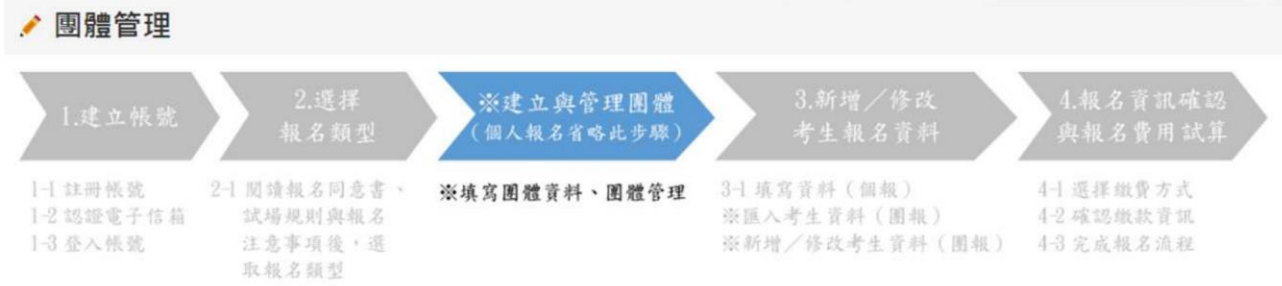 團體管理
1.建立帳號
2.選擇
報名類型
※建立與管理團體
(個人報名省略此步驟)
3.新增/修改
考生報名資料
4.報名資訊確認
與報名費用試算
1-1 註冊帳號
1-2 認證電子信箱
1-3 登入帳號
2-1 閱讀報名同意書、
試場規則與報名
注意事項後,選
取報名類型
※填寫團體資料、團體管理
3-1 填寫資料(個報)
※匯入考生資料(團報)
※新增/修改考生資料(團報)
4-1 選擇繳費方式
4-2 確認繳款資訊
4-3 完成報名流程